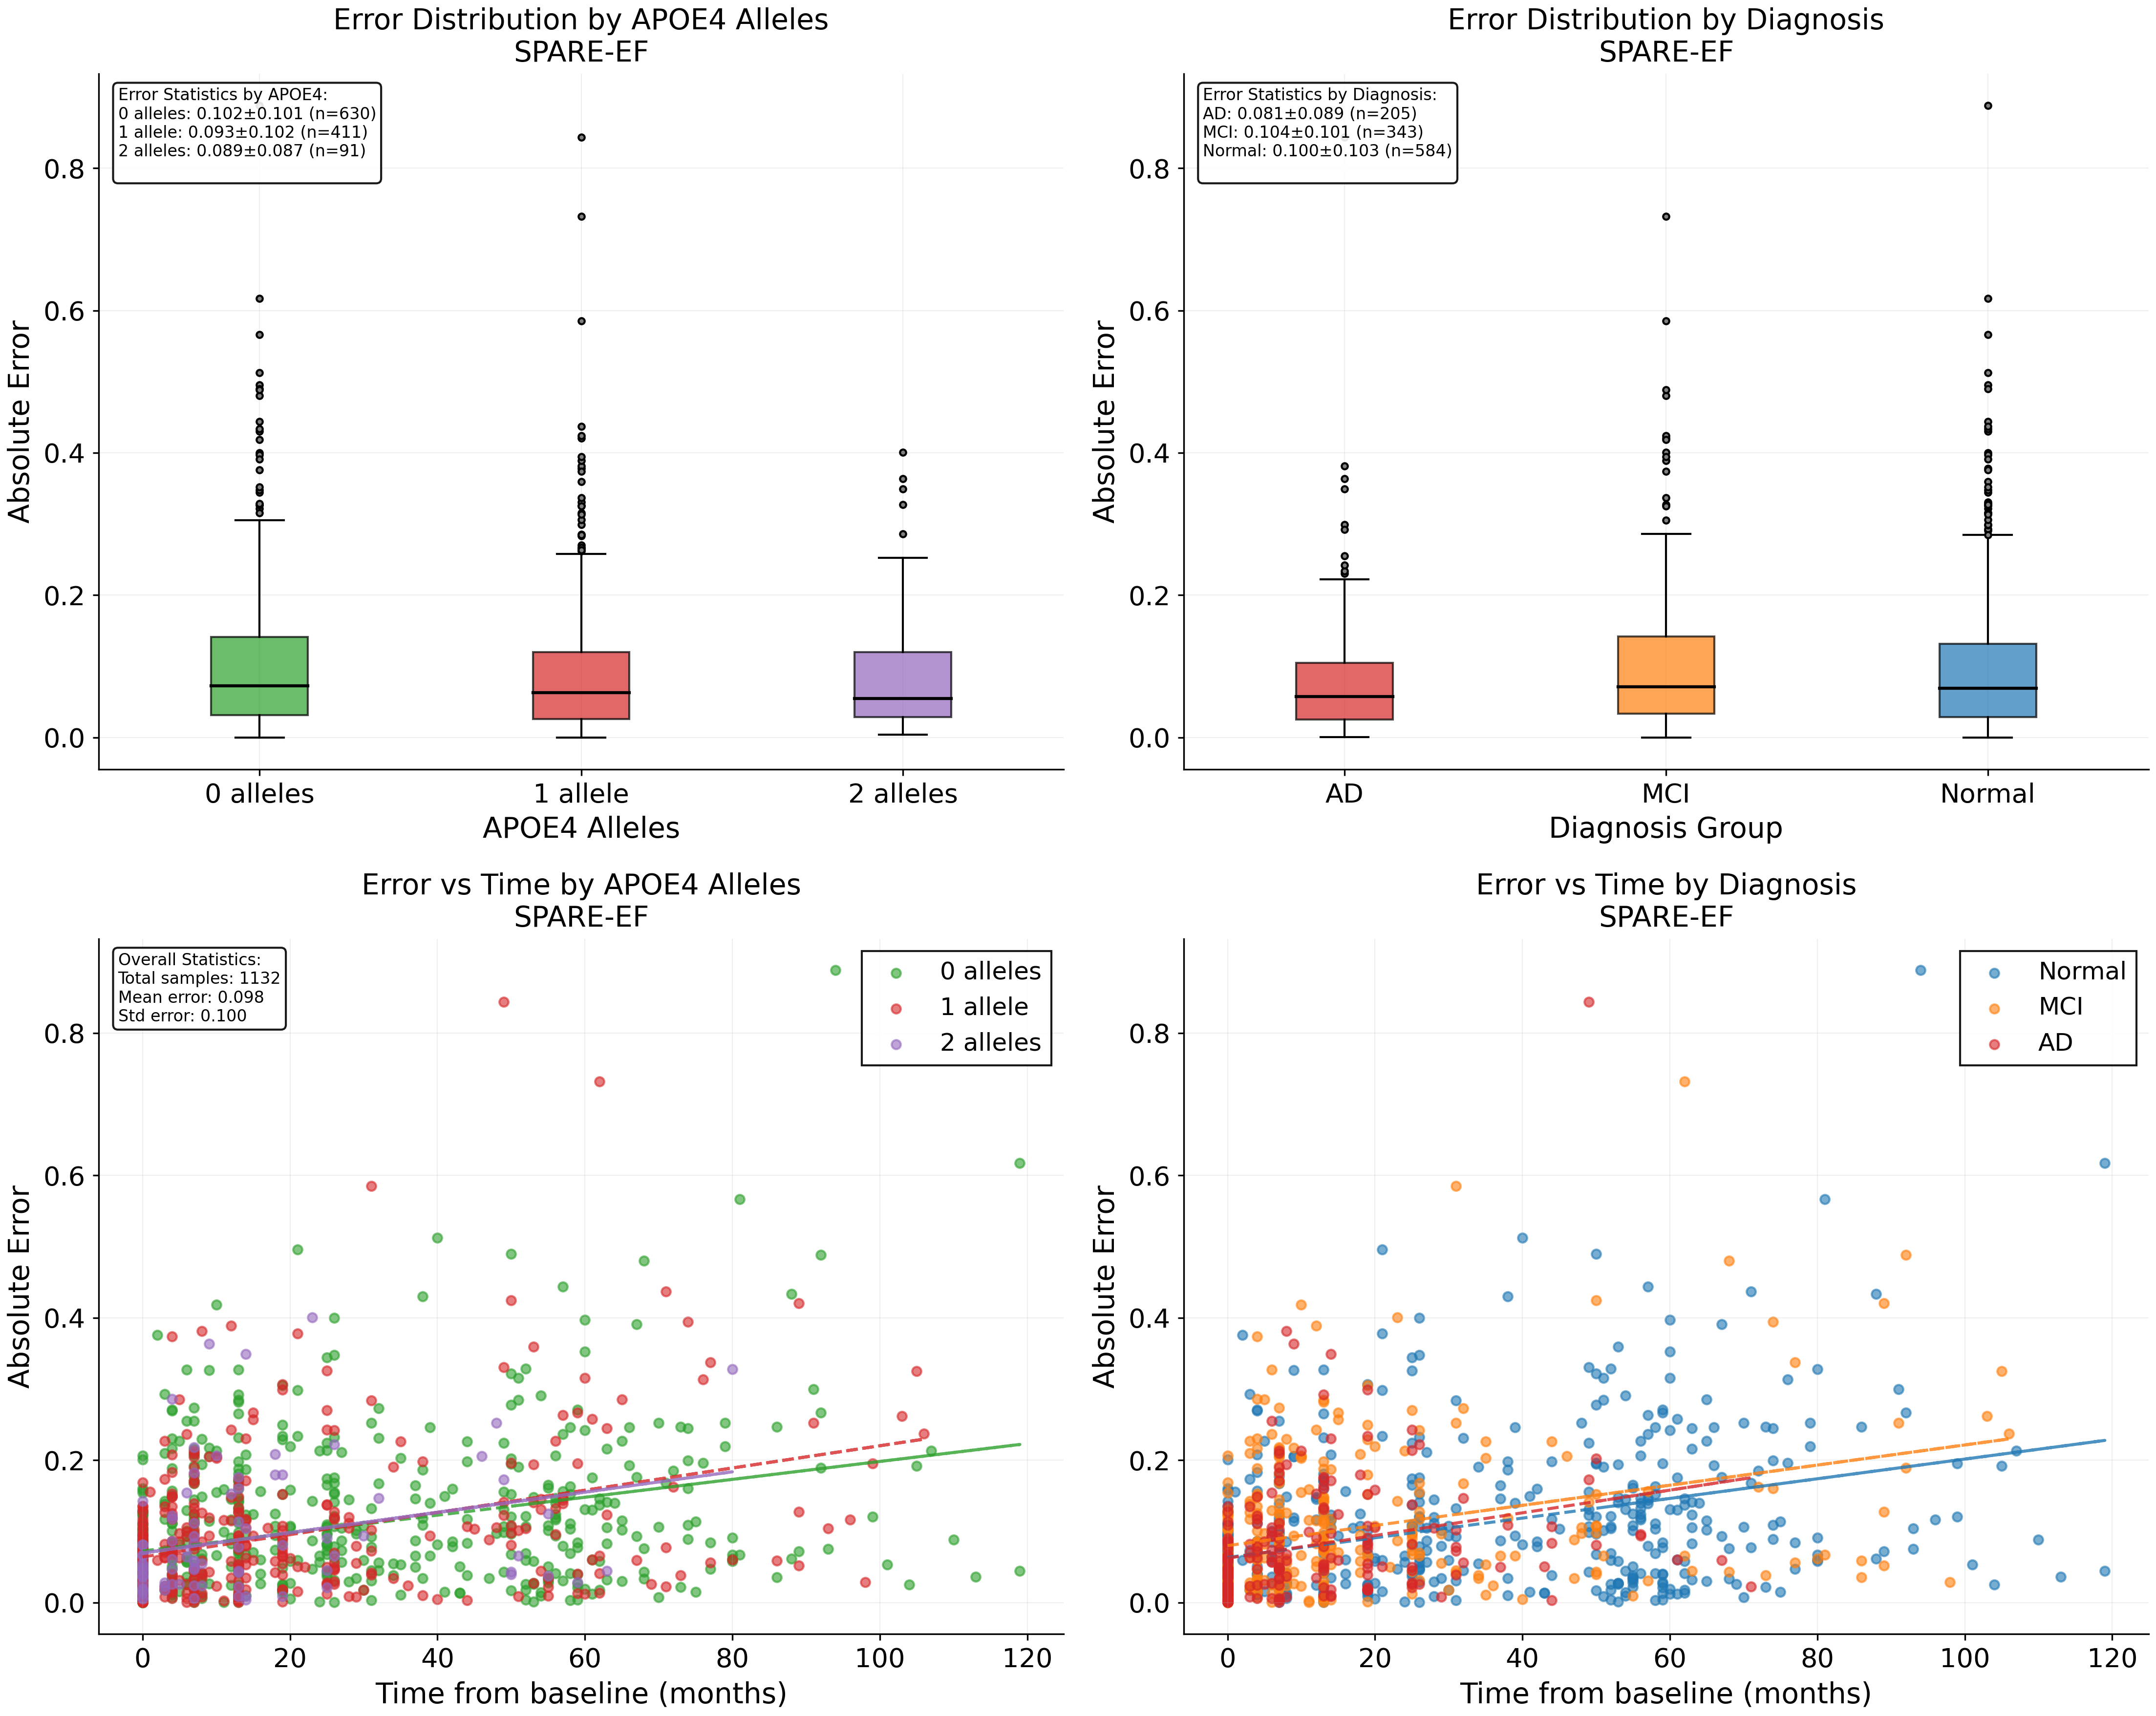 Error Distribution by APOE4 Alleles
SPARE-EF
Error Statistics by APOE4:
0 alleles: 0.102±0.101 (n=630)
1 allele: 0.093±0.102 (n=411)
2 alleles: 0.089±0.087 (n=91)
0.8
0.6
0.4
0.2
0.0
Absolute Error
0 alleles
1 allele
2 alleles
APOE4 Alleles
Error Distribution by Diagnosis
SPARE-EF
Error Statistics by Diagnosis:
AD: 0.081±0.089 (n=205)
MCI: 0.104±0.101 (n=343)
Normal: 0.100±0.103 (n=584)
0.8
0.6
0.4
0.2
0.0
Absolute Error
AD
MCI
Normal
Diagnosis Group
Error vs Time by APOE4 Alleles
SPARE-EF
Overall Statistics:
Total samples: 1132
Mean error: 0.098
Std error: 0.100
0 alleles
1 allele
2 alleles
0.8
0.6
0.4
0.2
0.0
Absolute Error
0
20
40
60
80
100
120
Time from baseline (months)
Error vs Time by Diagnosis
SPARE-EF
Normal
MCI
AD
0.8
0.6
0.4
0.2
0.0
Absolute Error
0
20
40
60
80
100
120
Time from baseline (months)